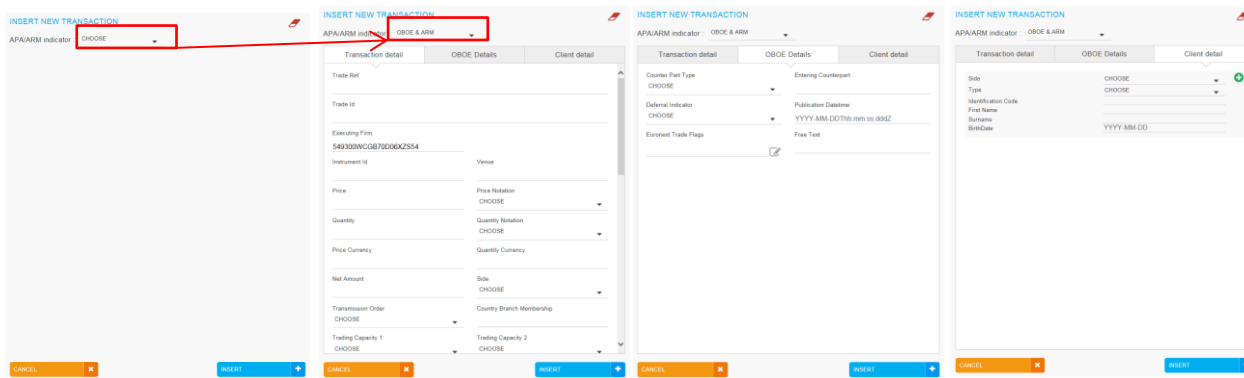 INSERT NEW TRANSACTION
APA/ARM indicator : CHOOSE
CANCEL
INSERT
INSERT NEW TRANSACTION
APA/ARM indicator : OBOE & ARM
Transaction detail OBOE Details Client detail
Trade Ref
Trade Id
Executing Firm
549300WCGB70D06XZS54
Instrument Id Venue
Price Price Notation
CHOOSE
Quantity Quantity Notation
CHOOSE
Price Currency Quantity Currency
Net Amount Side
CHOOSE
Transmission Order Country Branch Membership
CHOOSE
Trading Capacity 1 Trading Capacity 2
CHOOSE CHOOSE
CANCEL INSERT
INSERT NEW TRANSACTION
APA/ARM indicator : OBOE & ARM
Transaction detail OBOE Details Client detail
Counter Part Type Entering Counterpart
CHOOSE
Deferral Indicator Publication Datetime
CHOOSE YYYY-MM-DDThh:mm:ss.dddZ
Euronext Trade Flags Free Text
CANCEL INSERT
INSERT NEW TRANSACTION
APA/ARM indicator : OBOE & ARM
Transaction detail OBOE Details Client detail
Side CHOOSE
Type CHOOSE
Identification Code
First Name
Surname
BirthDate YYYY-MM-DD
CANCEL INSERT